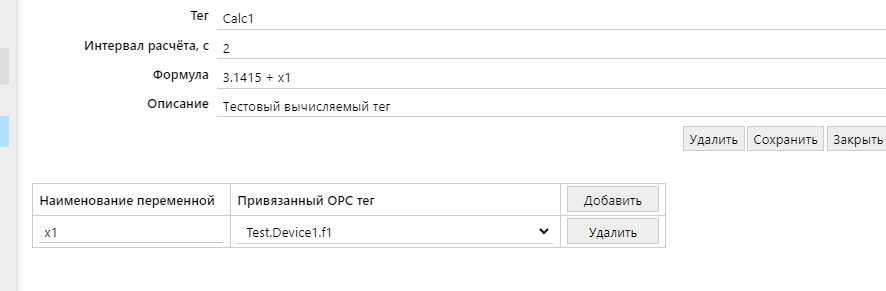 Тег Calc1
Интервал расчёта, с 2
Формула 3.1415 + x1
Описание Тестовый вычисляемый тег
Удалить Сохранить Закрыть
Наименование переменной Привязанный OPC тег Добавить
x1 Test.Device1.f1 Удалить